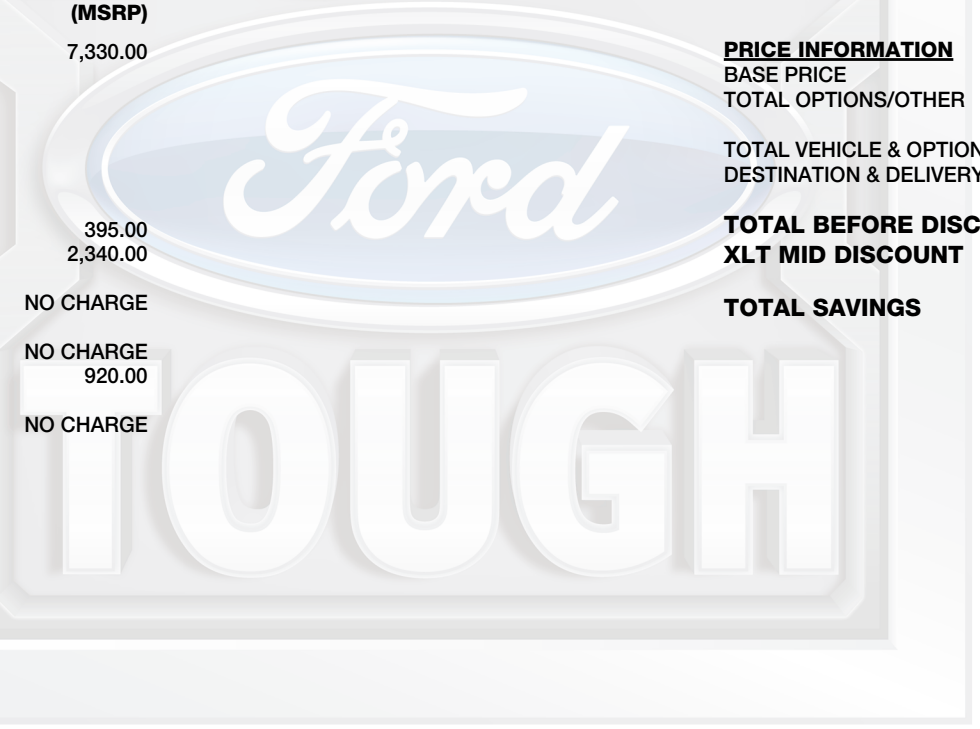 (MSRP)
7,330.00
395.00
2,340.00
NO CHARGE
NO CHARGE
920.00
NO CHARGE
PRICE INFORMATION
BASE PRICE
TOTAL OPTIONS/OTHER
TOTAL VEHICLE & OPTION
DESTINATION & DELIVERY
TOTAL BEFORE DISC
XLT MID DISCOUNT
TOTAL SAVINGS
Ford
TOUGH